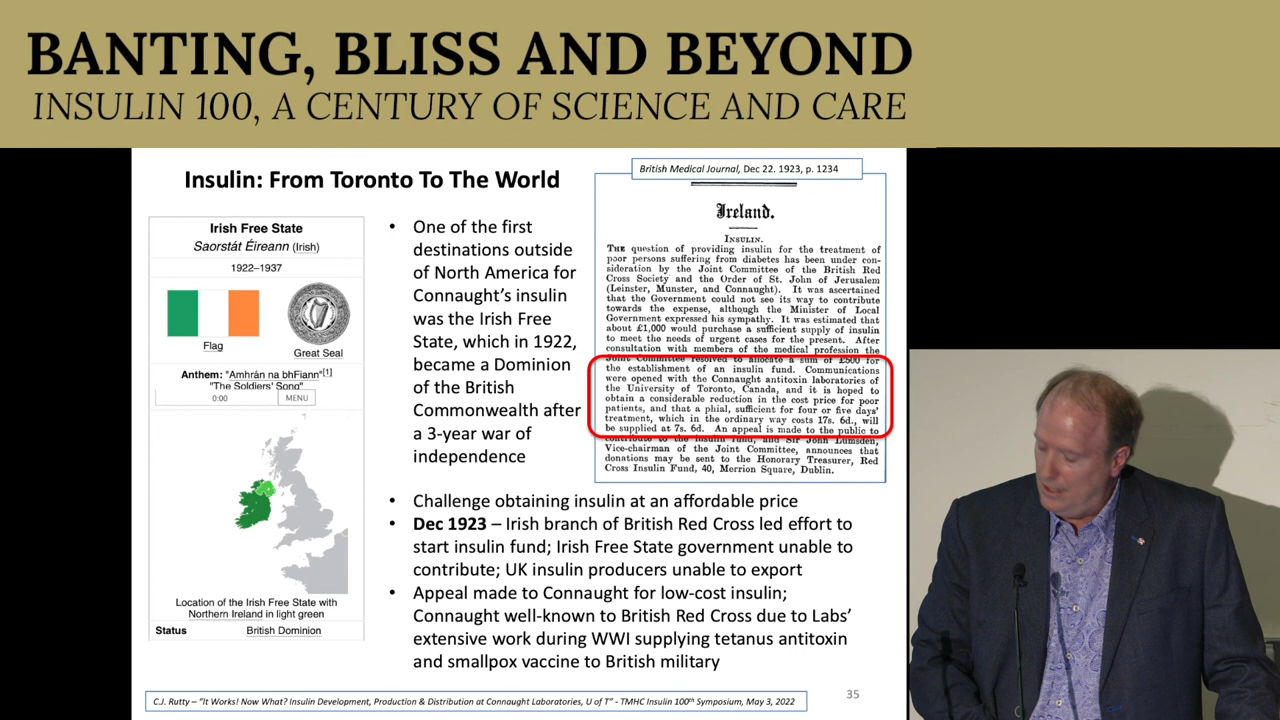 BANTING, BLISS AND BEYOND
INSULIN 100, A CENTURY OF SCIENCE AND CARE
Insulin: From Toronto To The World
Irish Free State
Saorstát Éireann (Irish)
1922–1937
Flag
Great Seal
Anthem: "Amhrán na bhFiann"[1]
"The Soldiers' Song"
0:00 MENU
Location of the Irish Free State with
Northern Ireland in light green
Status British Dominion
• One of the first
destinations outside
of North America for
Connaught's insulin
was the Irish Free
State, which in 1922,
became a Dominion
of the British
Commonwealth after
a 3-year war of
independence
British Medical Journal, Dec 22. 1923, p. 1234
Ireland.
INSULIN.
THE question of providing insulin for the treatment of
poor persons suffering from diabetes has been under con-
sideration by the Joint Committee of the British Red
Cross Society and the Order of St. John of Jerusalem
(Leinster, Munster, and Connaught). It was ascertained
that the Government could not see its way to contribute
towards the expense, although the Minister of Local
Government expressed his sympathy. It was estimated that
about £1,000 would purchase a sufficient supply of insulin
to meet the needs of urgent cases for the present. After
consultation with members of the medical profession the
Joint Committee resolved to allocate a sum of £500 for
the establishment of an insulin fund. Communications
were opened with the Connaught antitoxin laboratories of
the University of Toronto, Canada, and it is hoped to
obtain a considerable reduction in the cost price for poor
patients, and that a phial, sufficient for four or five days'
treatment, which in the ordinary way costs 17s. 6d., will
be supplied at 7s. 6d. An appeal is made to the public to
contribute to the insulin fund, and Sir John Lumsden,
Vice-chairman of the Joint Committee, announces that
donations may be sent to the Honorary Treasurer, Red
Cross Insulin Fund, 40, Merrion Square, Dublin.
• Challenge obtaining insulin at an affordable price
• Dec 1923 – Irish branch of British Red Cross led effort to
start insulin fund; Irish Free State government unable to
contribute; UK insulin producers unable to export
• Appeal made to Connaught for low-cost insulin;
Connaught well-known to British Red Cross due to Labs'
extensive work during WWI supplying tetanus antitoxin
and smallpox vaccine to British military
C.J. Rutty – "It Works! Now What? Insulin Development, Production & Distribution at Connaught Laboratories, U of T" - TMHC Insulin 100th Symposium, May 3, 2022
35